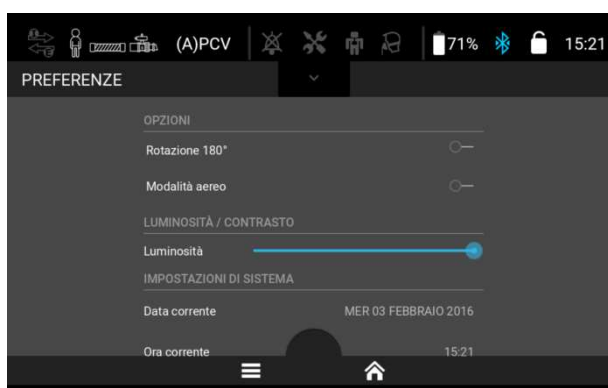 (A)PCV 71% 15:21
PREFERENZE
OPZIONI
Rotazione 180°
Modalità aereo
LUMINOSITÀ / CONTRASTO
Luminosità
IMPOSTAZIONI DI SISTEMA
Data corrente MER 03 FEBBRAIO 2016
Ora corrente 15:21